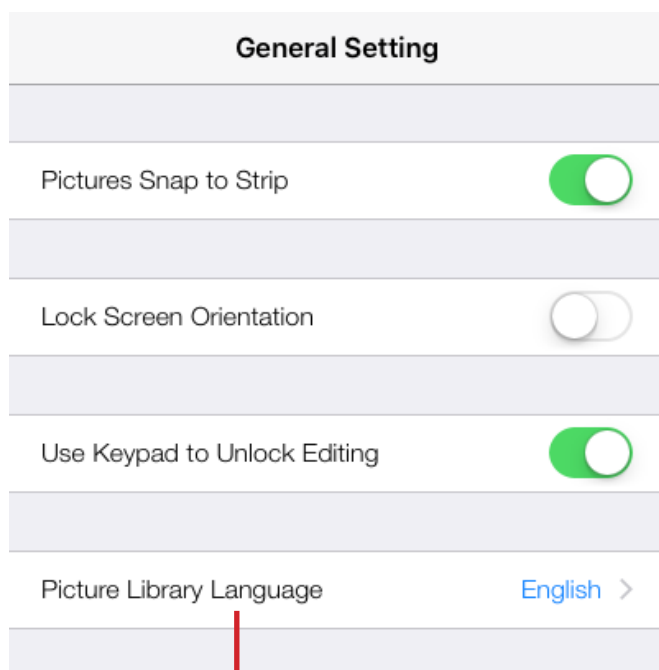 General Setting
Pictures Snap to Strip
Lock Screen Orientation
Use Keypad to Unlock Editing
Picture Library Language English